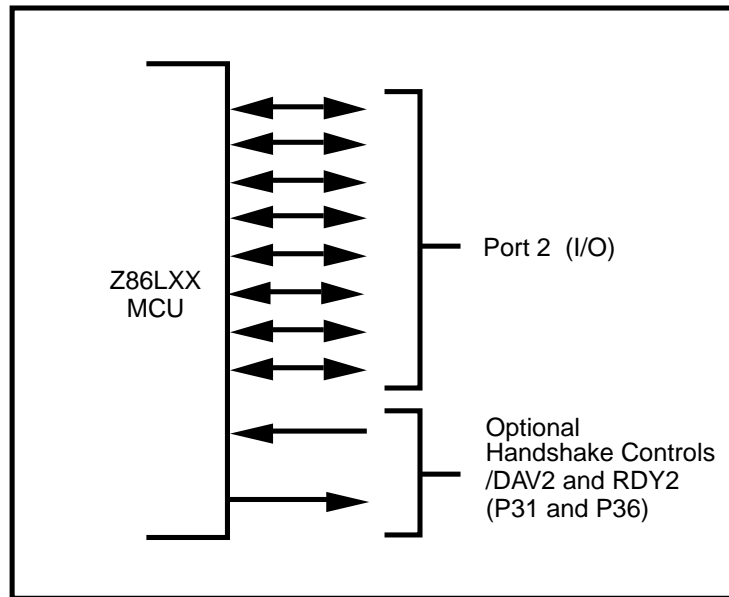 Z86LXX
MCU
Port 2 (I/O)
Optional
Handshake Controls
/DAV2 and RDY2
(P31 and P36)